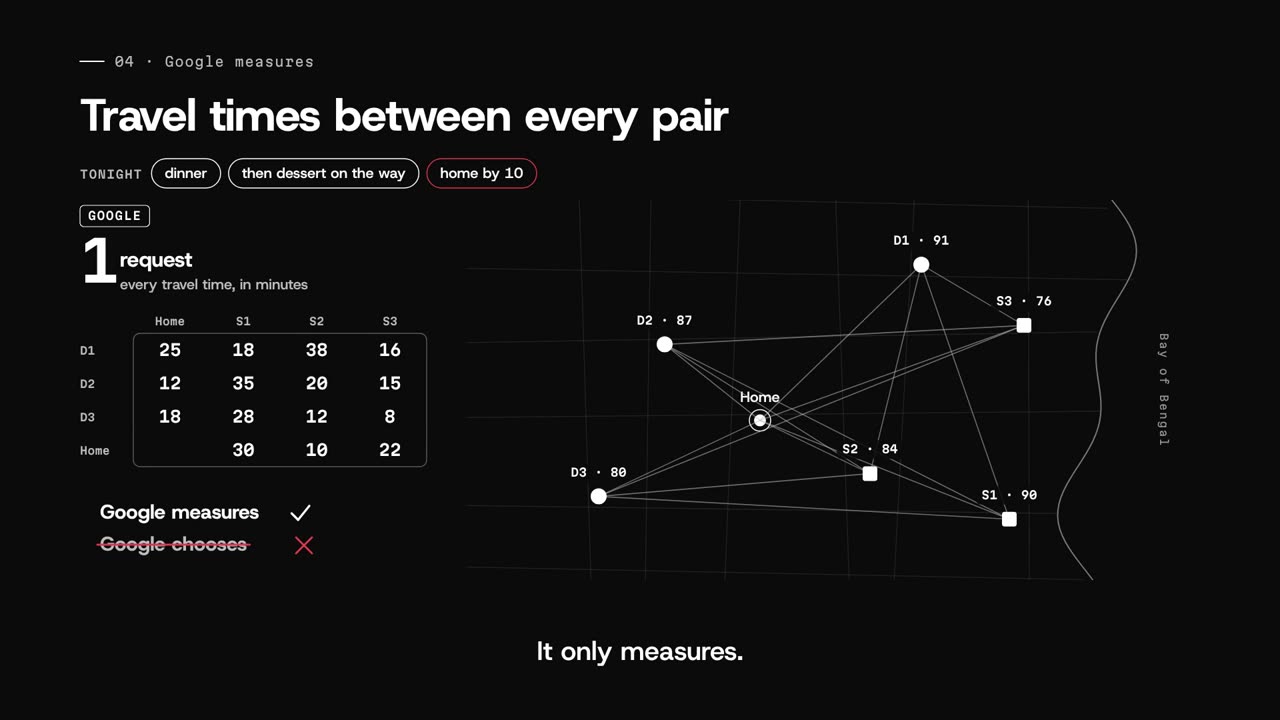 04 · Google measures
Travel times between every pair
TONIGHT dinner then dessert on the way home by 10
GOOGLE
1 request
every travel time, in minutes
Home S1 S2 S3
D1 25 18 38 16
D2 12 35 20 15
D3 18 28 12 8
Home 30 10 22
Google measures
Google chooses
D1 · 91
S3 · 76
D2 · 87
Home
S2 · 84
D3 · 80
S1 · 90
Bay of Bengal
It only measures.